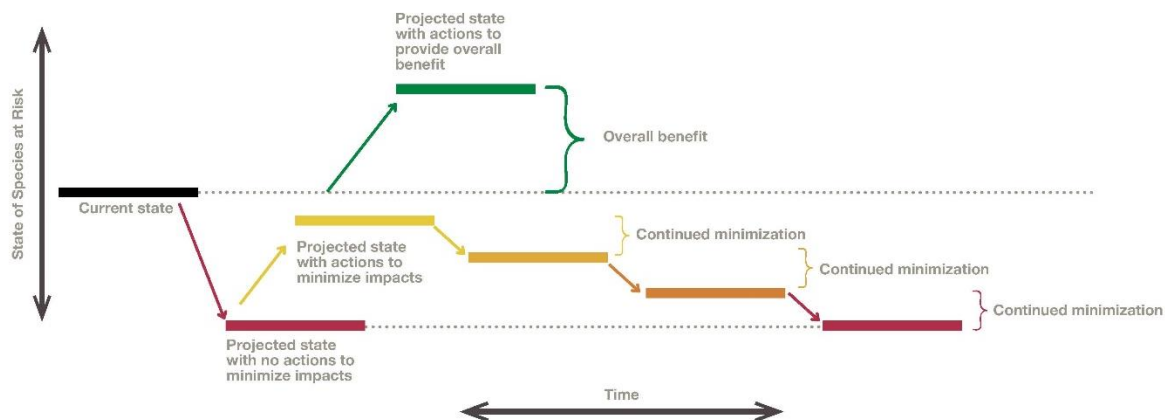 Projected state
with actions to
provide overall
benefit
State of Species at Risk
Overall benefit
Current state
Projected state
with actions to
minimize impacts
Continued minimization
Continued minimization
Continued minimization
Projected state
with no actions to
minimize impacts
Time